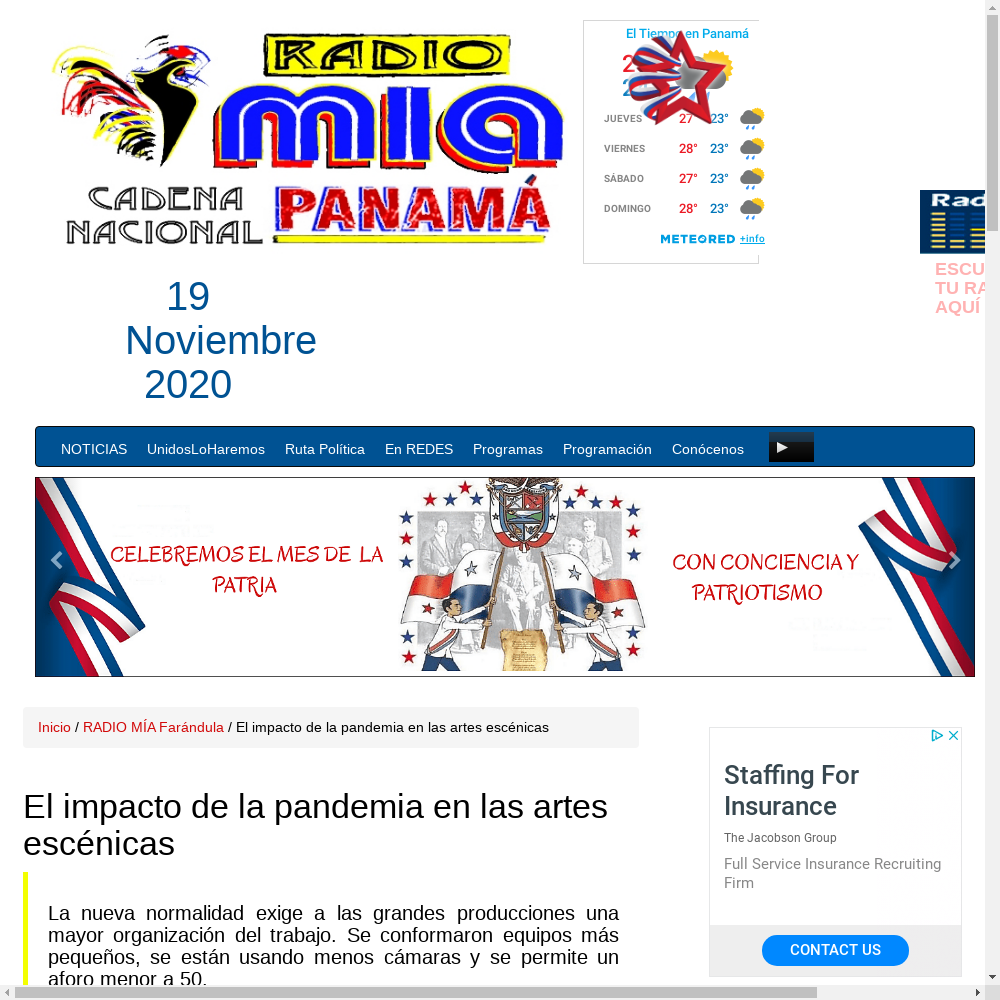 RADIO
MIA
CADENA
NACIONAL
PANAMÁ
El Tiempo en Panamá
JUEVES 27° 23°
VIERNES 28° 23°
SÁBADO 27° 23°
DOMINGO 28° 23°
METEORED +info
19
Noviembre
2020
NOTICIAS UnidosLoHaremos Ruta Política En REDES Programas Programación Conócenos
CELEBREMOS EL MES DE LA
PATRIA
CON CONCIENCIA Y
PATRIOTISMO
Inicio / RADIO MÍA Farándula / El impacto de la pandemia en las artes escénicas
El impacto de la pandemia en las artes
escénicas
La nueva normalidad exige a las grandes producciones una
mayor organización del trabajo. Se conformaron equipos más
pequeños, se están usando menos cámaras y se permite un
aforo menor a 50.
Staffing For
Insurance
The Jacobson Group
Full Service Insurance Recruiting
Firm
CONTACT US
TU
AQUÍ